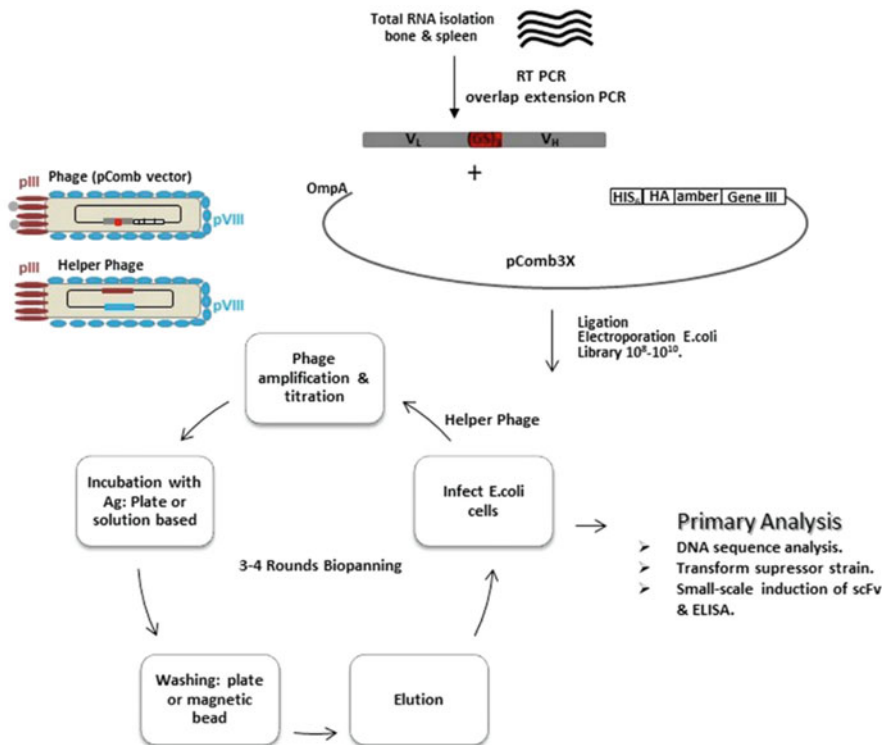 Total RNA isolation
bone & spleen
RT PCR
overlap extension PCR
VL (GS)3 VH
+
OmpA
HIS6 HA amber Gene III
pComb3X
pIII Phage (pComb vector)
pVIII
pIII Helper Phage
pVIII
Ligation
Electroporation E.coli
Library 10⁸-10¹⁰.
Phage
amplification &
titration
Helper Phage
Incubation with
Ag: Plate or
solution based
Infect E.coli
cells
3-4 Rounds Biopanning
Primary Analysis
➢ DNA sequence analysis.
➢ Transform supressor strain.
➢ Small-scale induction of scFv
& ELISA.
Washing: plate
or magnetic
bead
Elution